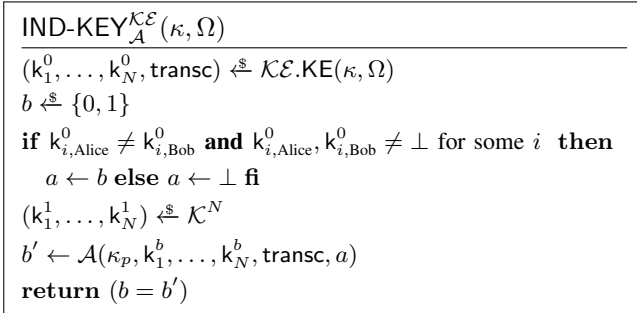 IND-KEY^{𝒦ℰ}_{𝒜}(κ, Ω)
(k^0_1, …, k^0_N, transc) ←$ 𝒦ℰ.KE(κ, Ω)
b ←$ {0, 1}
if k^0_{i,Alice} ≠ k^0_{i,Bob} and k^0_{i,Alice}, k^0_{i,Bob} ≠ ⊥ for some i then
a ← b else a ← ⊥ fi
(k^1_1, …, k^1_N) ←$ 𝒦^N
b′ ← 𝒜(κ_p, k^b_1, …, k^b_N, transc, a)
return (b = b′)